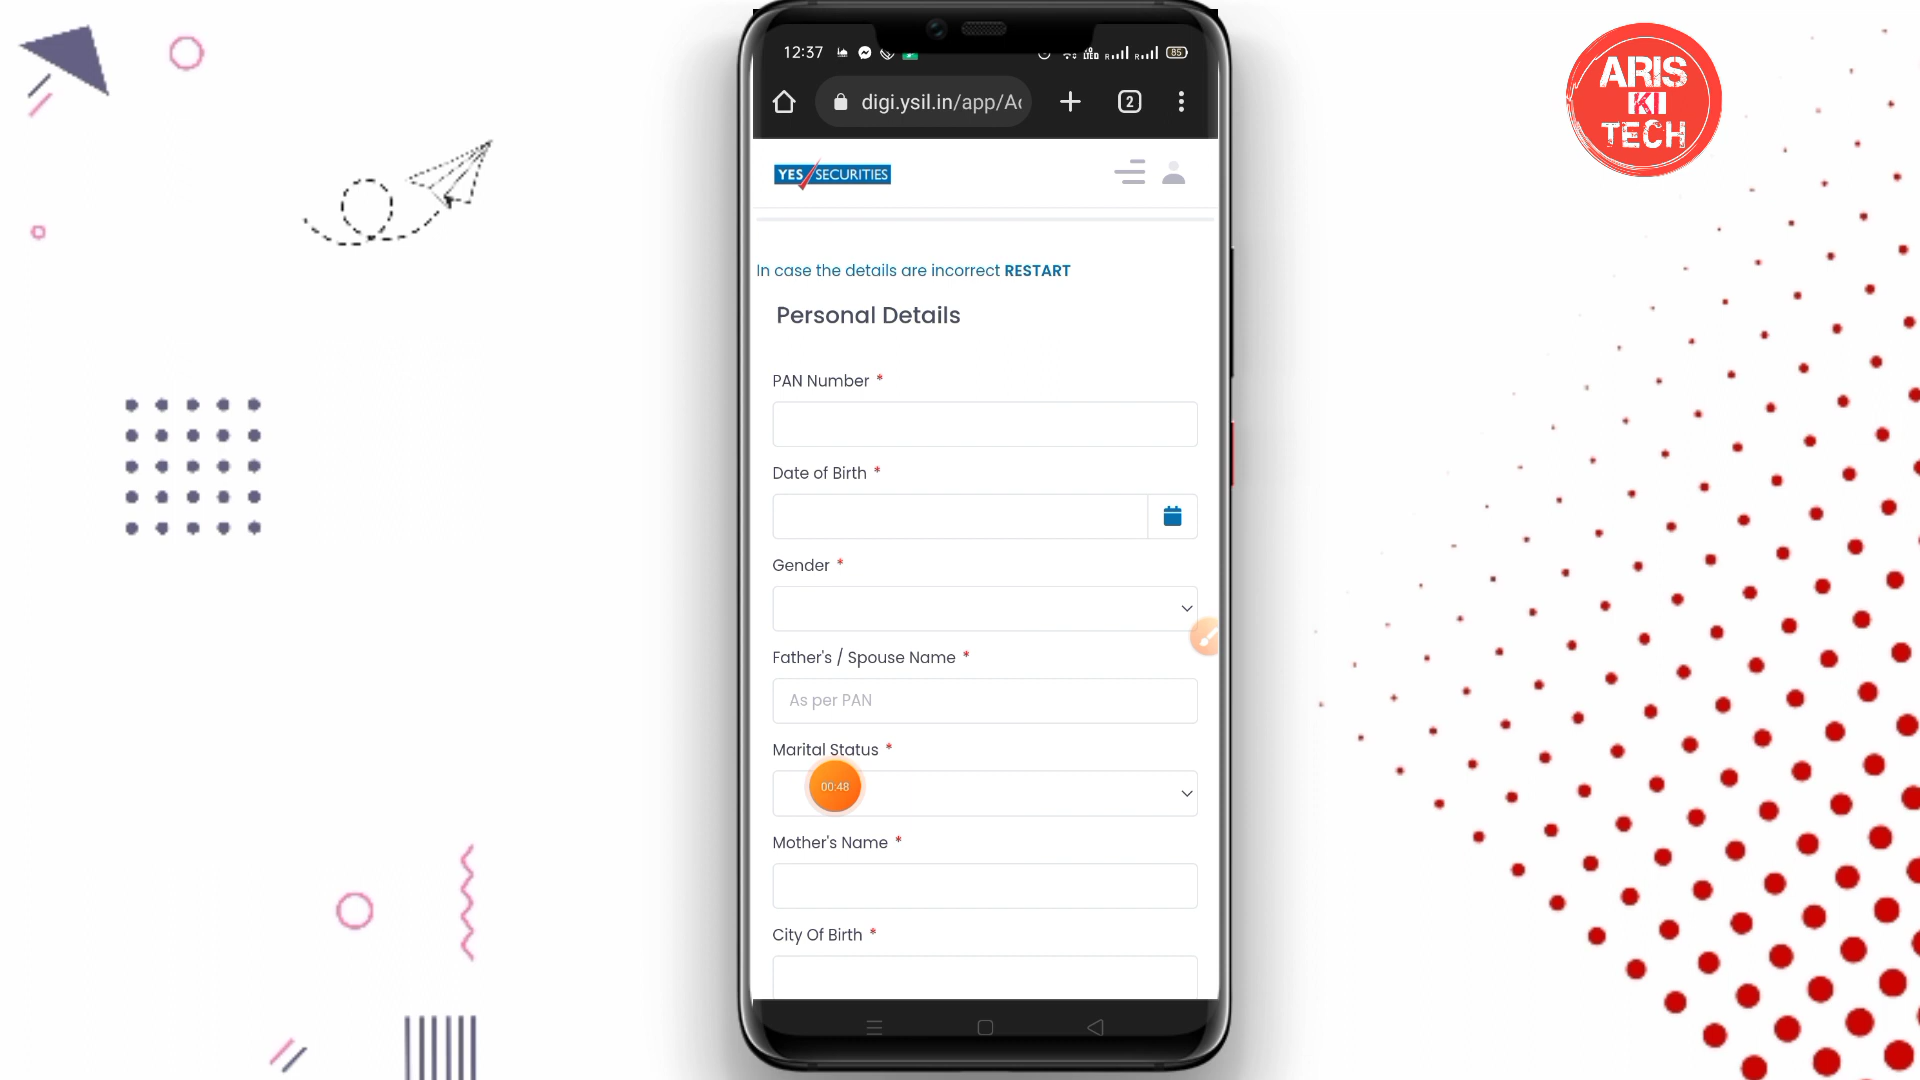 12:37
85
digi.ysil.in/app/Ac
2
YES SECURITIES
ARIS
KI
TECH
In case the details are incorrect RESTART
Personal Details
PAN Number *
Date of Birth *
Gender *
Father's / Spouse Name *
As per PAN
Marital Status *
00:48
Mother's Name *
City Of Birth *